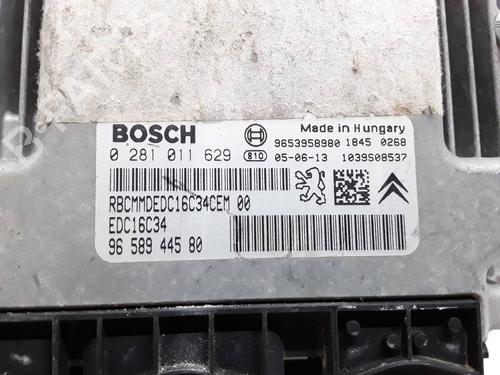 BOSCH
Made in Hungary
9653958980 1845 0268
0 281 011 629 810 05-06-13 1039S08537
RBCMMDEDC16C34CEM 00
EDC16C34
96 589 445 80